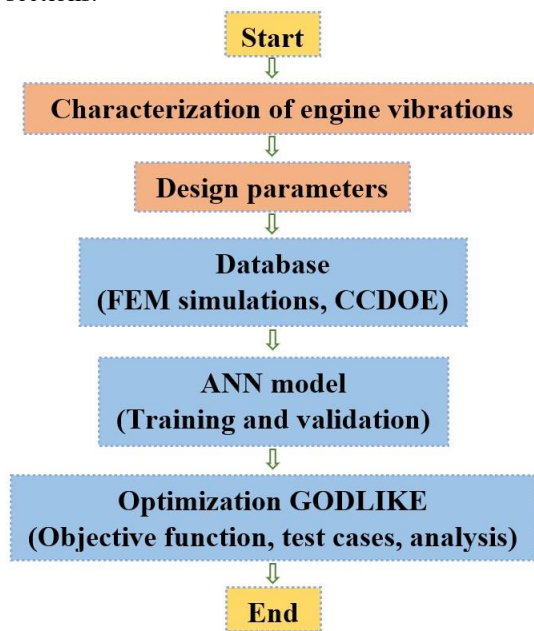 Start
Characterization of engine vibrations
Design parameters
Database
(FEM simulations, CCDOE)
ANN model
(Training and validation)
Optimization GODLIKE
(Objective function, test cases, analysis)
End